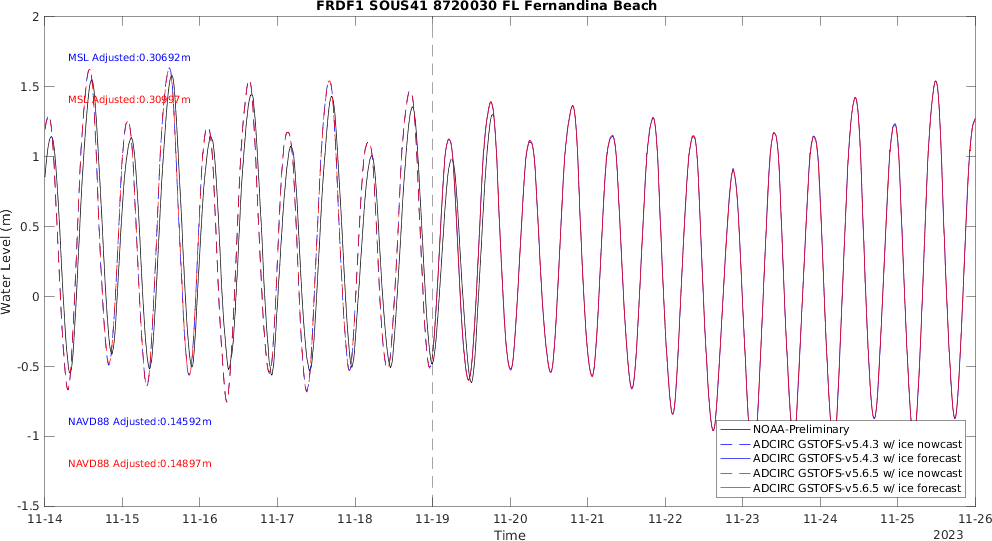 FRDF1 SOUS41 8720030 FL Fernandina Beach
2
1.5
1
0.5
0
-0.5
-1
-1.5
Water Level (m)
MSL Adjusted:0.30692m
MSL Adjusted:0.30997m
NAVD88 Adjusted:0.14592m
NAVD88 Adjusted:0.14897m
NOAA-Preliminary
ADCIRC GSTOFS-v5.4.3 w/ ice nowcast
ADCIRC GSTOFS-v5.4.3 w/ ice forecast
ADCIRC GSTOFS-v5.6.5 w/ ice nowcast
ADCIRC GSTOFS-v5.6.5 w/ ice forecast
11-14 11-15 11-16 11-17 11-18 11-19 11-20 11-21 11-22 11-23 11-24 11-25 11-26
Time
2023